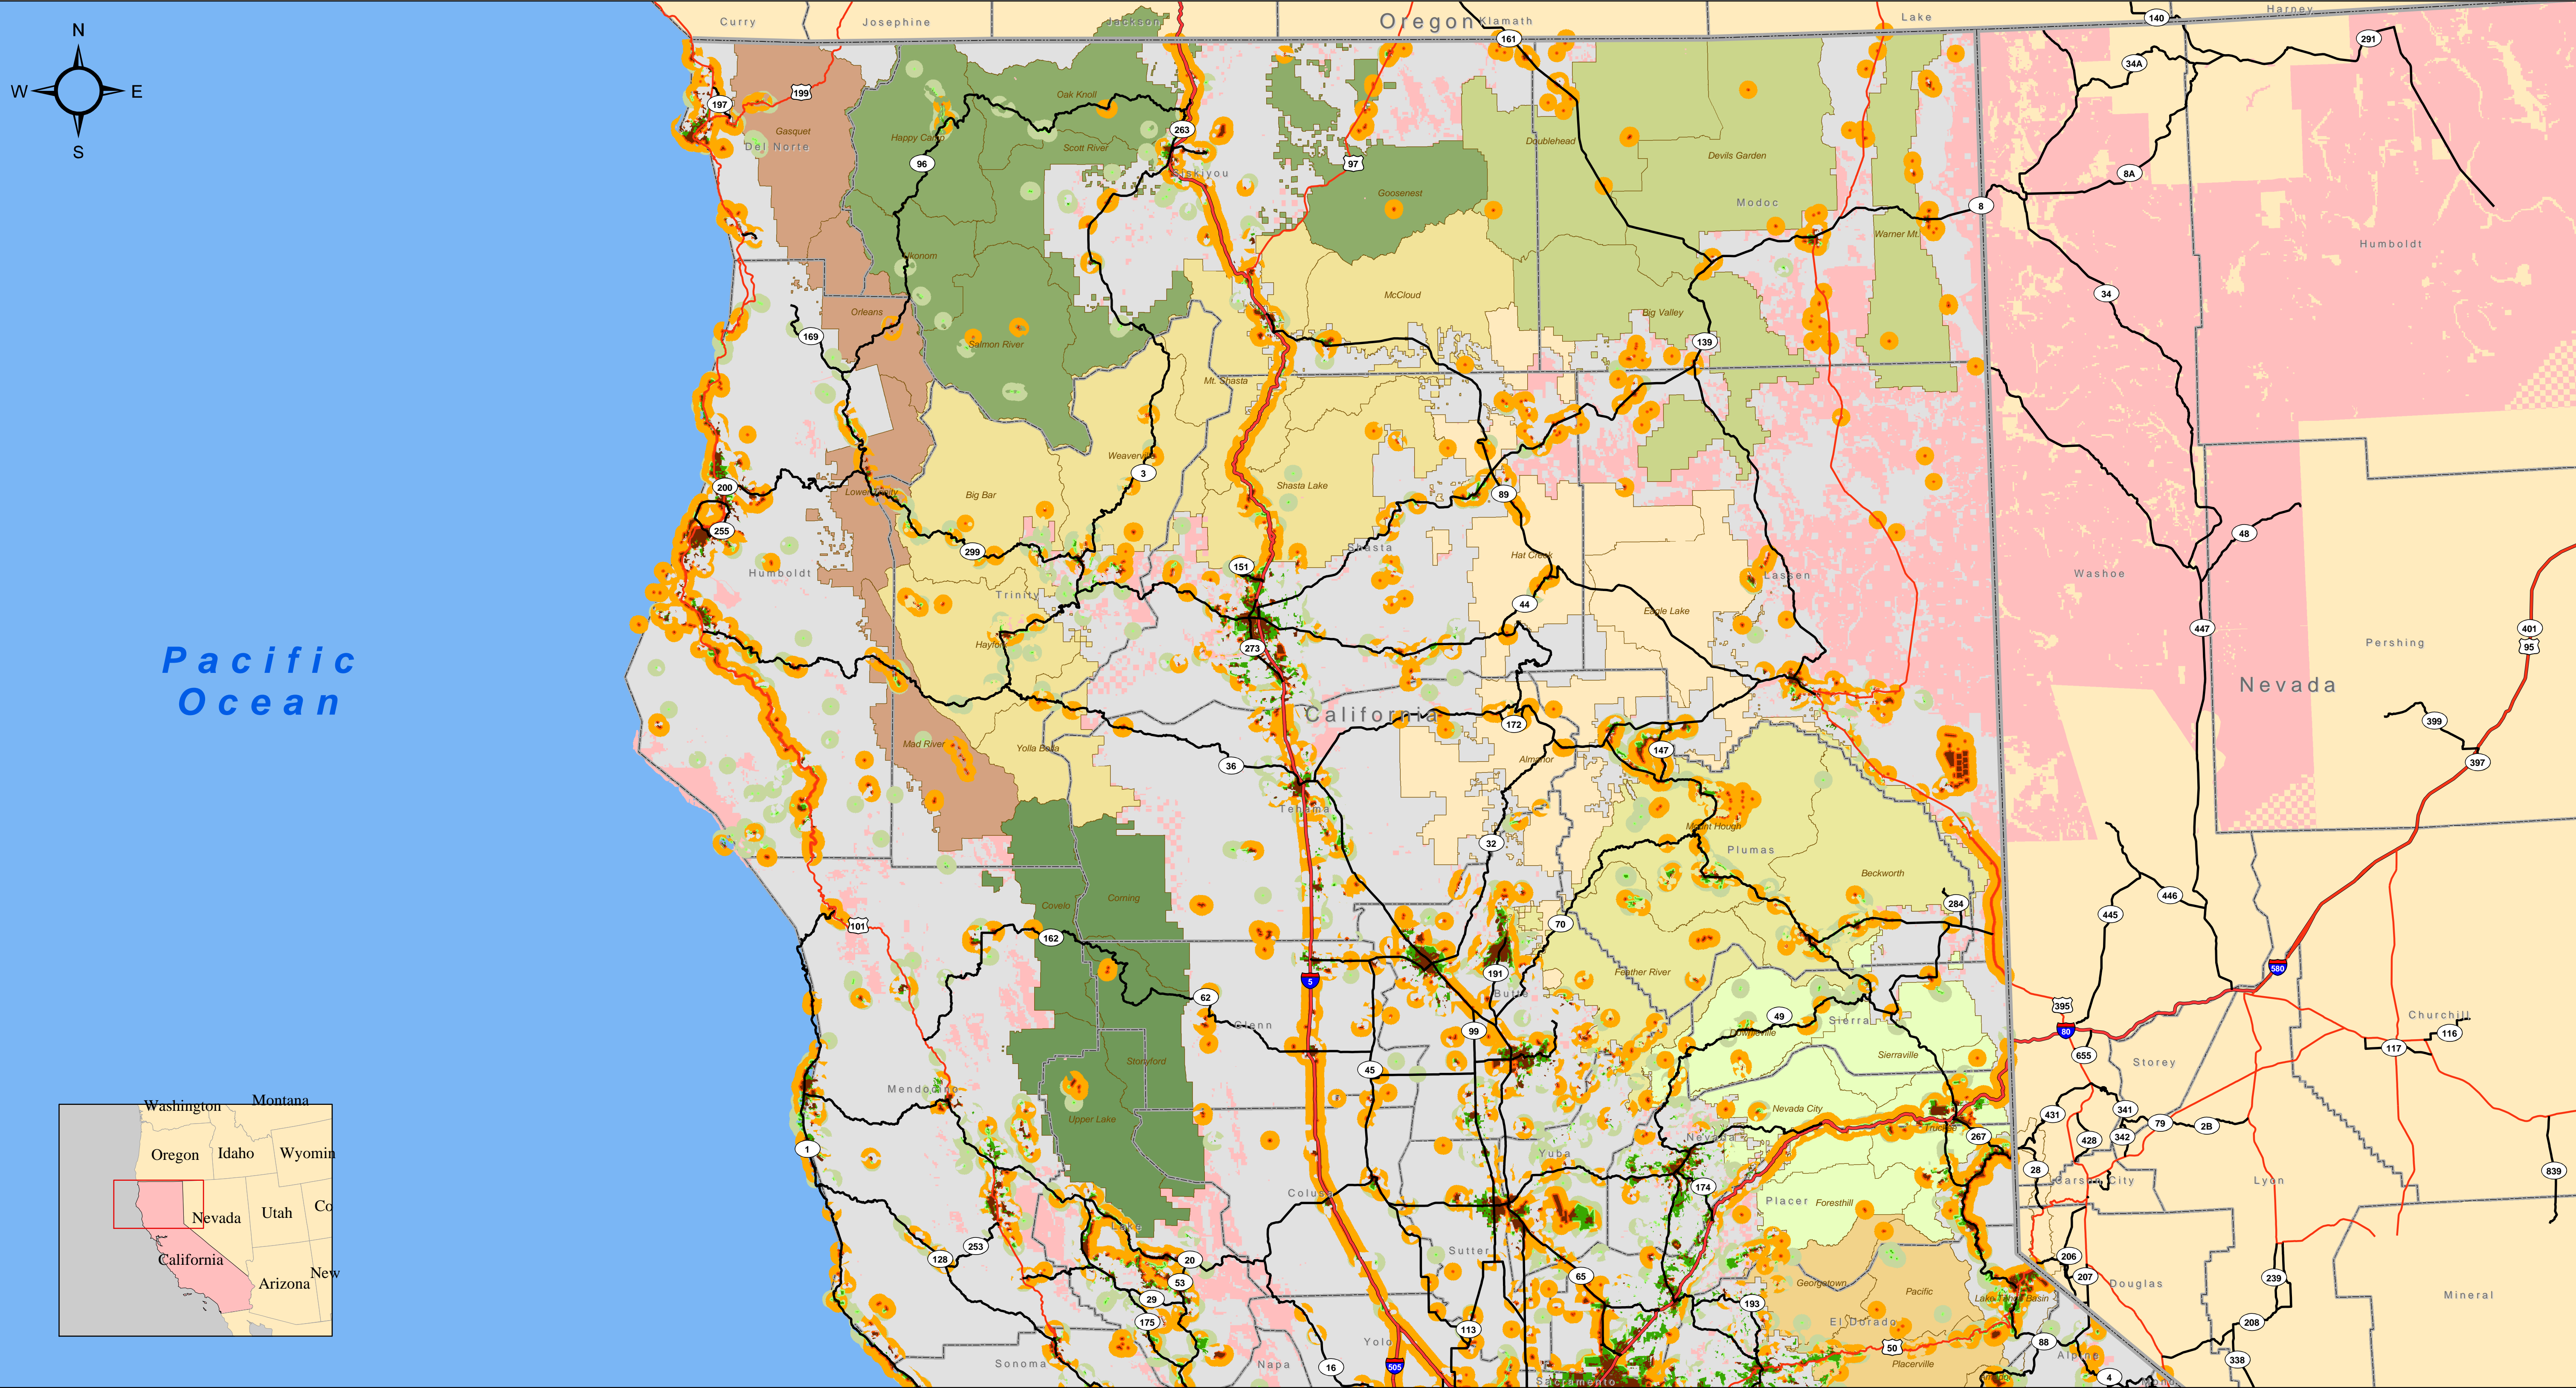 Curry
Josephine
Jackson
Oregon
Klamath
Lake
Harney
140
161
291
34A
N
W
E
S
197
199
Gasquet
Del Norte
Oak Knoll
Happy Camp
Scott River
263
96
Siskiyou
97
Goosenest
Doublehead
Devils Garden
Modoc
8A
8
Warner Mt.
Humboldt
Ukonom
Orleans
169
Salmon River
McCloud
Big Valley
139
34
Mt. Shasta
Weaverville
3
Big Bar
Shasta Lake
89
Lower Trinity
200
255
299
Humboldt
Trinity
151
Shasta
Hat Creek
44
Eagle Lake
Lassen
48
Washoe
447
401
95
Pershing
Nevada
399
397
Hayfork
273
California
172
147
Almanor
Mad River
Yolla Bolla
36
Tehama
32
Mount Hough
Plumas
Beckworth
284
Pacific
Ocean
Covelo
Corning
101
162
62
5
191
70
Butte
Feather River
445
446
580
Glenn
99
49
Downieville
Sierra
Sierraville
395
80
655
Storey
Churchill
116
117
Mendocino
Stonyford
Upper Lake
45
Nevada City
Truckee
267
431
341
342
428
79
2B
28
839
1
Nevada
Yuba
174
Placer
Foresthill
Carson City
Lyon
Colusa
Lake
253
128
20
53
29
175
Sutter
65
193
Georgetown
Pacific
Lake Tahoe Basin
206
207
Douglas
239
Mineral
El Dorado
50
Placerville
88
208
338
Alpine
4
Mono
Amador
113
Yolo
505
16
Napa
Sonoma
Sacramento
Washington
Montana
Oregon
Idaho
Wyomin
Nevada
Utah
Co
California
Arizona
New